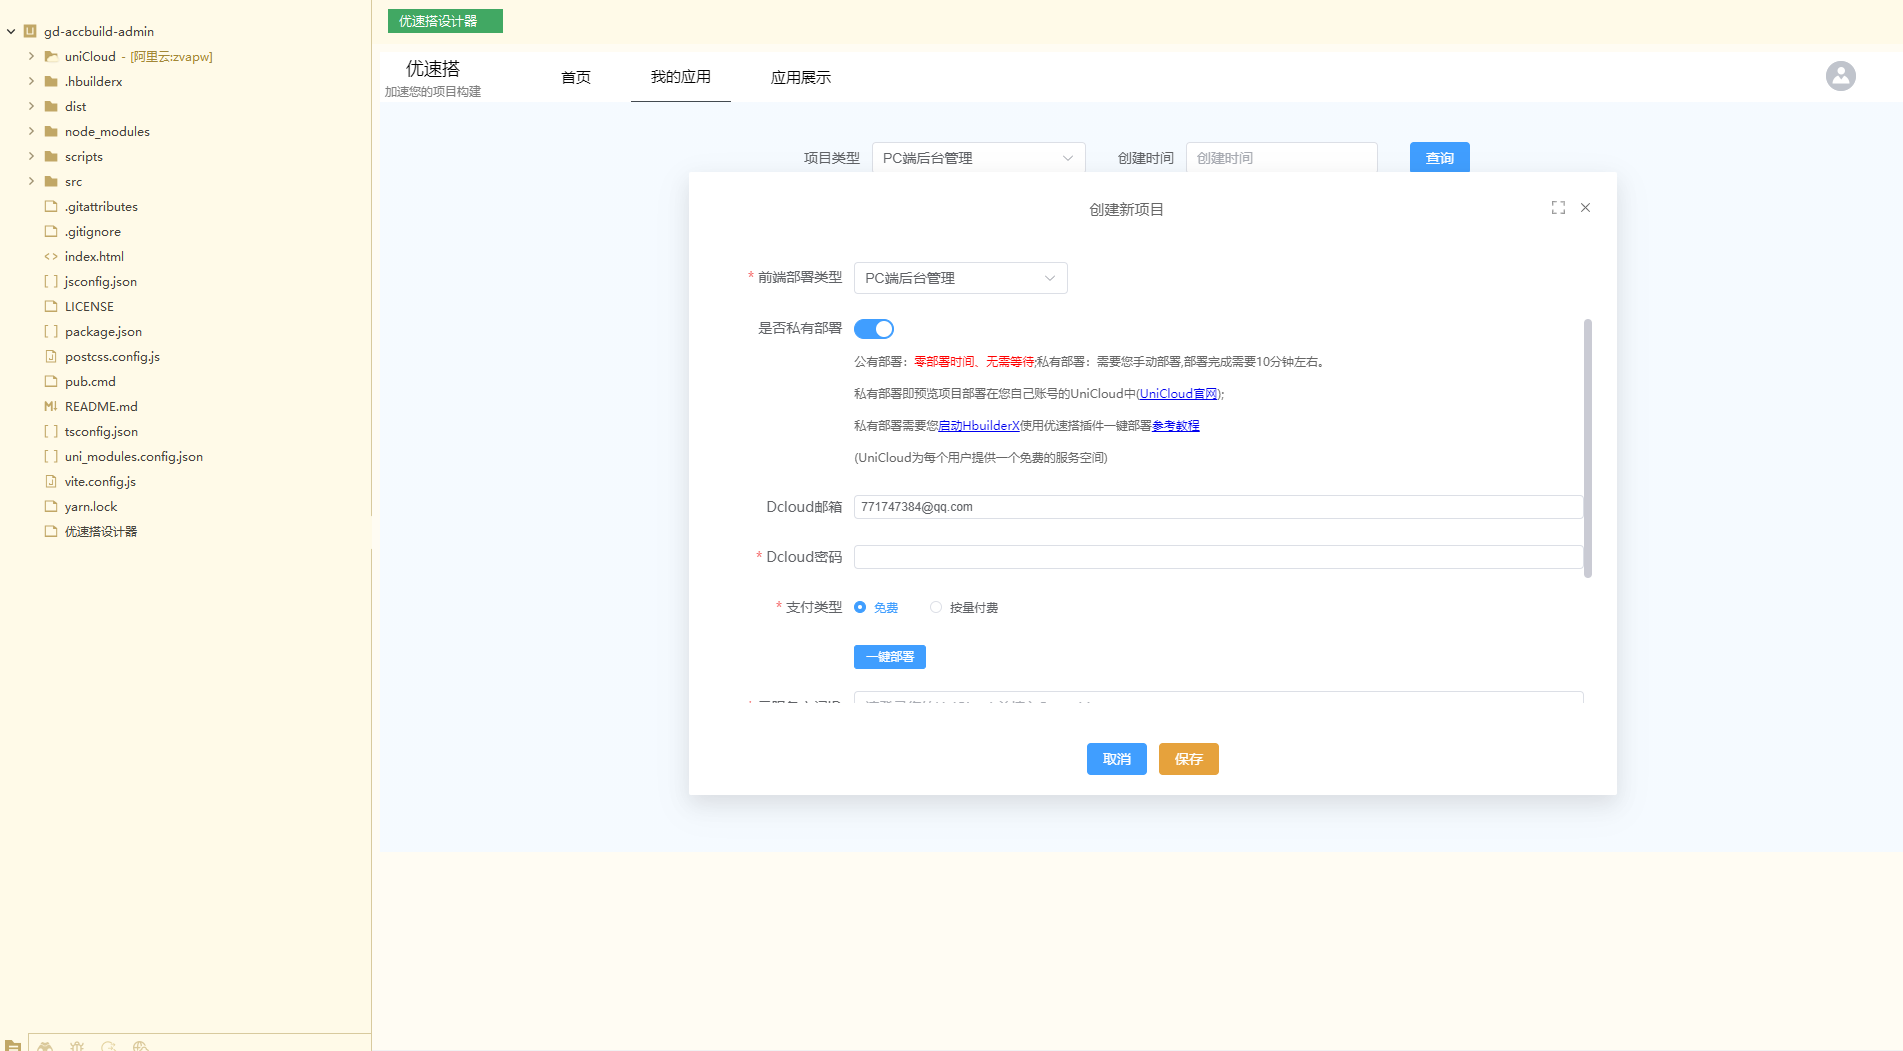 gd-accbuild-admin
uniCloud - [阿里云:zvapw]
.hbuilderx
dist
node_modules
scripts
src
.gitattributes
.gitignore
index.html
jsconfig.json
LICENSE
package.json
postcss.config.js
pub.cmd
README.md
tsconfig.json
uni_modules.config.json
vite.config.js
yarn.lock
优速搭设计器
优速搭设计器
优速搭
加速您的项目构建
首页 我的应用 应用展示
项目类型 PC端后台管理 创建时间 创建时间 查询
创建新项目
* 前端部署类型 PC端后台管理
是否私有部署
公有部署：零部署时间、无需等待;私有部署：需要您手动部署,部署完成需要10分钟左右。
私有部署即预览项目部署在您自己账号的UniCloud中(UniCloud官网);
私有部署需要您启动HbuilderX使用优速搭插件一键部署参考教程
(UniCloud为每个用户提供一个免费的服务空间)
Dcloud邮箱 771747384@qq.com
* Dcloud密码
* 支付类型 免费 按量付费
一键部署
取消 保存